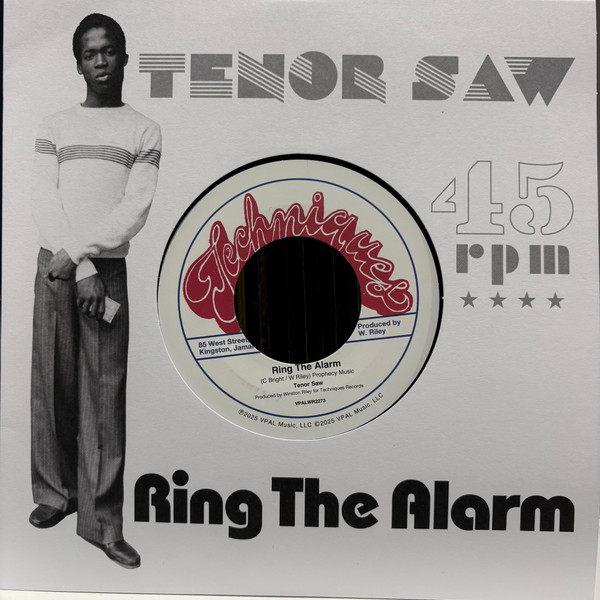 TENOR SAW
45
rpm
Techniques
85 West Street,
Kingston, Jama
Produced by
W. Riley
Ring The Alarm
(C Bright / W Riley) Prophecy Music
Tenor Saw
Produced by Winston Riley for Techniques Records
VPALWR2273
℗2025 VPAL Music, LLC ©2025 VPAL Music, LLC
Ring The Alarm